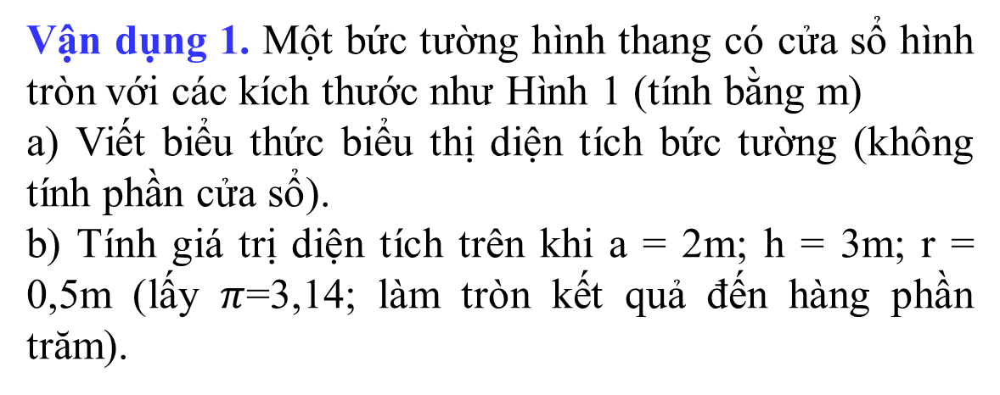 Vận dụng 1. Một bức tường hình thang có cửa sổ hình
tròn với các kích thước như Hình 1 (tính bằng m)
a) Viết biểu thức biểu thị diện tích bức tường (không
tính phần cửa sổ).
b) Tính giá trị diện tích trên khi a = 2m; h = 3m; r =
0,5m (lấy π=3,14; làm tròn kết quả đến hàng phần
trăm).